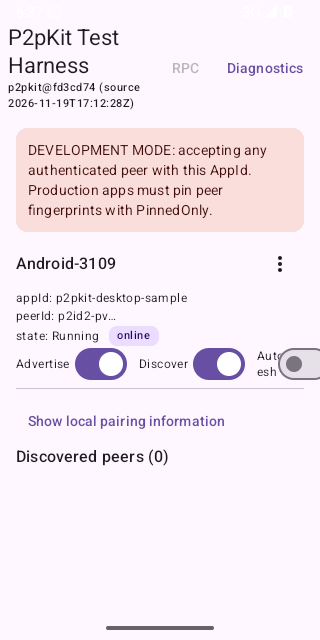 P2pKit Test
Harness
RPC
Diagnostics
p2pkit@fd3cd74 (source
2026-11-19T17:12:28Z)
DEVELOPMENT MODE: accepting any
authenticated peer with this AppId.
Production apps must pin peer
fingerprints with PinnedOnly.
Android-3109
appId: p2pkit-desktop-sample
peerId: p2id2-pv…
state: Running online
Advertise Discover
esh
Show local pairing information
Discovered peers (0)